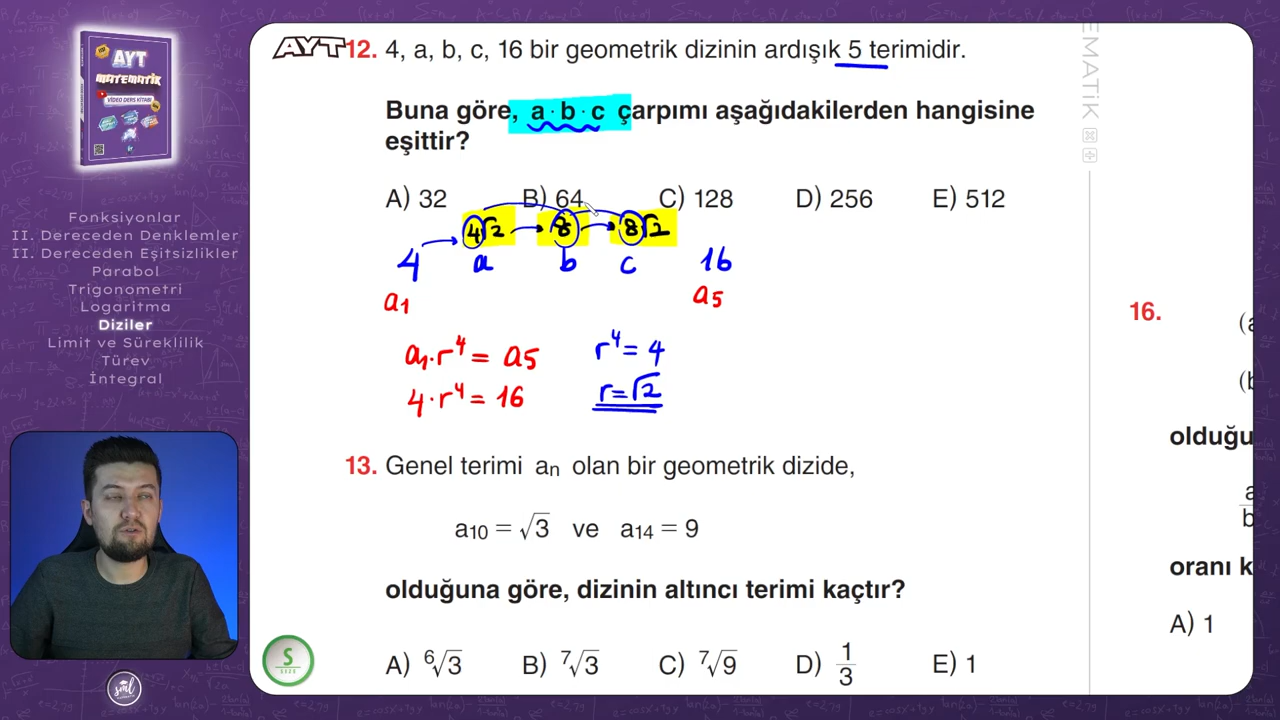 AYT
MATEMATİK
VİDEO DERS KİTABI
Fonksiyonlar
II. Dereceden Denklemler
II. Dereceden Eşitsizlikler
Parabol
Trigonometri
Logaritma
Diziler
Limit ve Süreklilik
Türev
İntegral
sml
AYT 12. 4, a, b, c, 16 bir geometrik dizinin ardışık 5 terimidir.
Buna göre, a · b · c çarpımı aşağıdakilerden hangisine
eşittir?
A) 32 B) 64 C) 128 D) 256 E) 512
4√2 8 8√2
4 a b c 16
a1 a5
a1·r⁴ = a5 r⁴ = 4
4·r⁴ = 16 r=√2
13. Genel terimi an olan bir geometrik dizide,
a10 = √3 ve a14 = 9
olduğuna göre, dizinin altıncı terimi kaçtır?
A) ⁶√3 B) ⁷√3 C) ⁷√9 D) 1/3 E) 1
S
SIZE
EMATİK
16.
(a
(b
olduğu
a
b
oranı k
A) 1